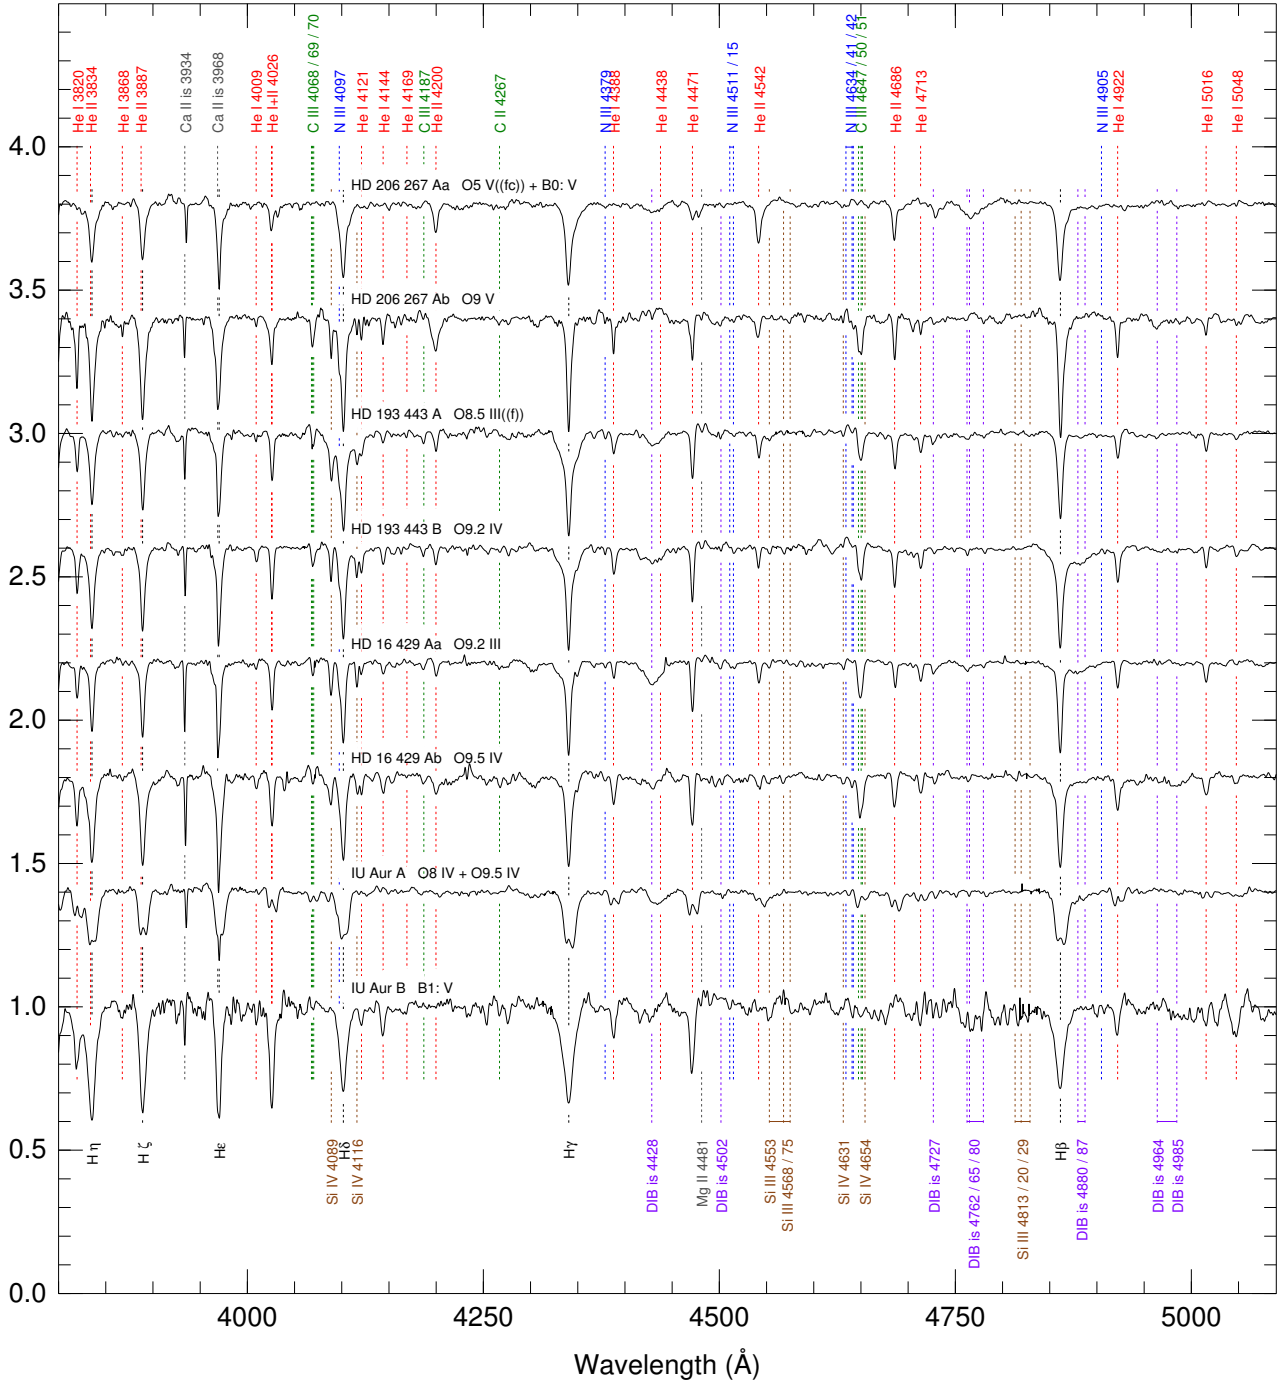 He I 3820
He II 3834
He I 3868
He II 3887
Ca II is 3934
Ca II is 3968
He I 4009
He I+II 4026
C III 4068 / 69 / 70
N III 4097
He I 4121
He I 4144
He I 4169
C III 4187
He II 4200
C II 4267
N III 4379
He I 4388
He I 4438
He I 4471
N III 4511 / 15
He II 4542
N III 4634 / 41 / 42
C III 4647 / 50 / 51
He II 4686
He I 4713
N III 4905
He I 4922
He I 5016
He I 5048
4.0
HD 206 267 Aa O5 V((fc)) + B0: V
3.5
HD 206 267 Ab O9 V
HD 193 443 A O8.5 III((f))
3.0
HD 193 443 B O9.2 IV
2.5
HD 16 429 Aa O9.2 III
2.0
HD 16 429 Ab O9.5 IV
1.5
IU Aur A O8 IV + O9.5 IV
IU Aur B B1: V
1.0
0.5
H η
H ζ
Hε
Si IV 4089
Hδ
Si IV 4116
Hγ
DIB is 4428
Mg II 4481
DIB is 4502
Si III 4553
Si III 4568 / 75
Si IV 4631
Si IV 4654
DIB is 4727
DIB is 4762 / 65 / 80
Si III 4813 / 20 / 29
Hβ
DIB is 4880 / 87
DIB is 4964
DIB is 4985
0.0
4000
4250
4500
4750
5000
Wavelength (Å)